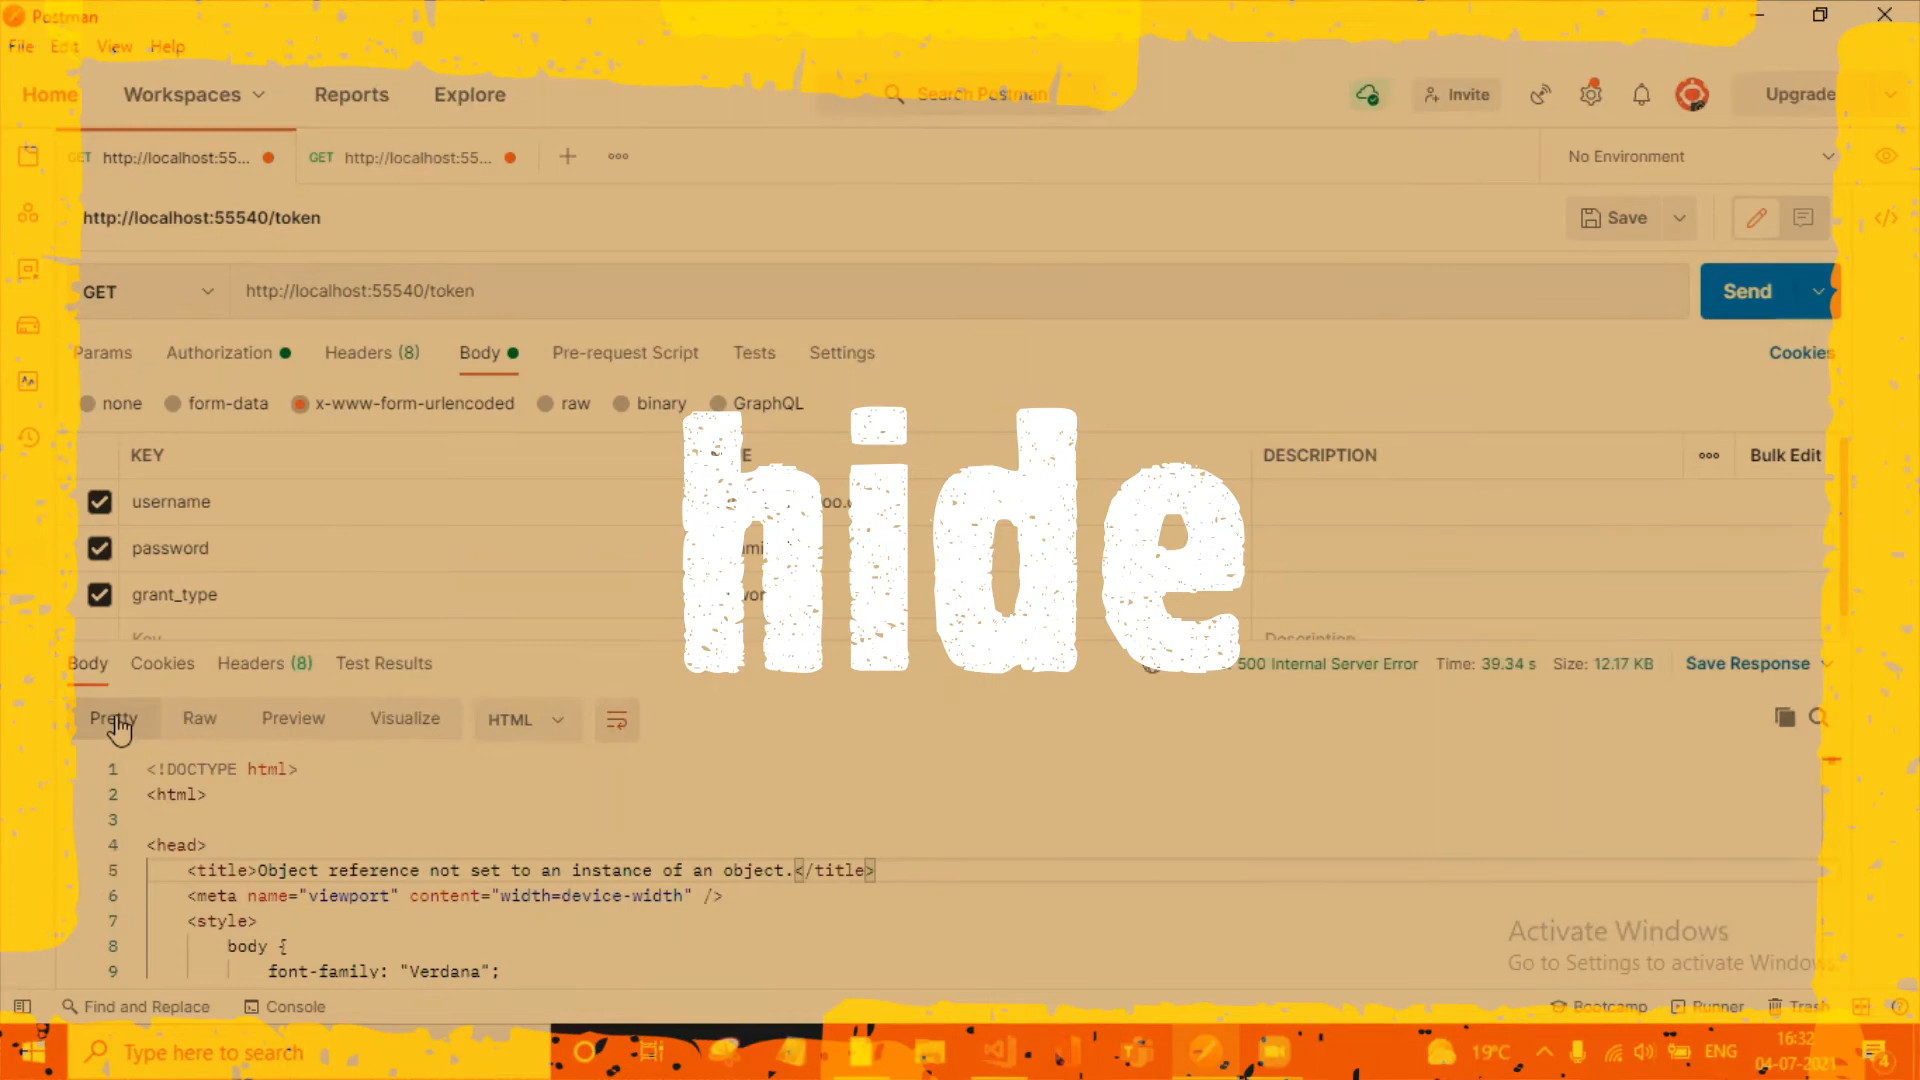 Postman
File Edit View Help
Home Workspaces Reports Explore Search Postman Invite Upgrade
GET http://localhost:55... GET http://localhost:55... No Environment
http://localhost:55540/token Save
GET http://localhost:55540/token Send
Params Authorization Headers (8) Body Pre-request Script Tests Settings Cookies
none form-data x-www-form-urlencoded raw binary GraphQL
KEY DESCRIPTION Bulk Edit
username
password
grant_type
hide
Key Description
Body Cookies Headers (8) Test Results 500 Internal Server Error Time: 39.34 s Size: 12.17 KB Save Response
Pretty Raw Preview Visualize HTML
1 <!DOCTYPE html>
2 <html>
3
4 <head>
5 <title>Object reference not set to an instance of an object.</title>
6 <meta name="viewport" content="width=device-width" />
7 <style>
8 body {
9 font-family: "Verdana";
Activate Windows
Go to Settings to activate Windows.
Find and Replace Console Bootcamp Runner Trash
Type here to search 19°C ENG 16:32
04-07-2021 4